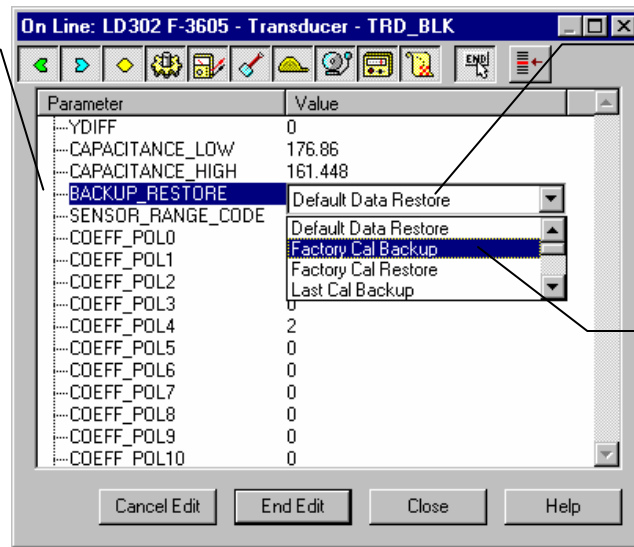 On Line: LD302 F-3605 - Transducer - TRD_BLK
END
Parameter Value
YDIFF 0
CAPACITANCE_LOW 176.86
CAPACITANCE_HIGH 161.448
BACKUP_RESTORE Default Data Restore
SENSOR_RANGE_CODE Default Data Restore
COEFF_POL0 Factory Cal Backup
COEFF_POL1 Factory Cal Restore
COEFF_POL2 Last Cal Backup
COEFF_POL3 0
COEFF_POL4 2
COEFF_POL5 0
COEFF_POL6 0
COEFF_POL7 0
COEFF_POL8 0
COEFF_POL9 0
COEFF_POL10 0
Cancel Edit End Edit Close Help